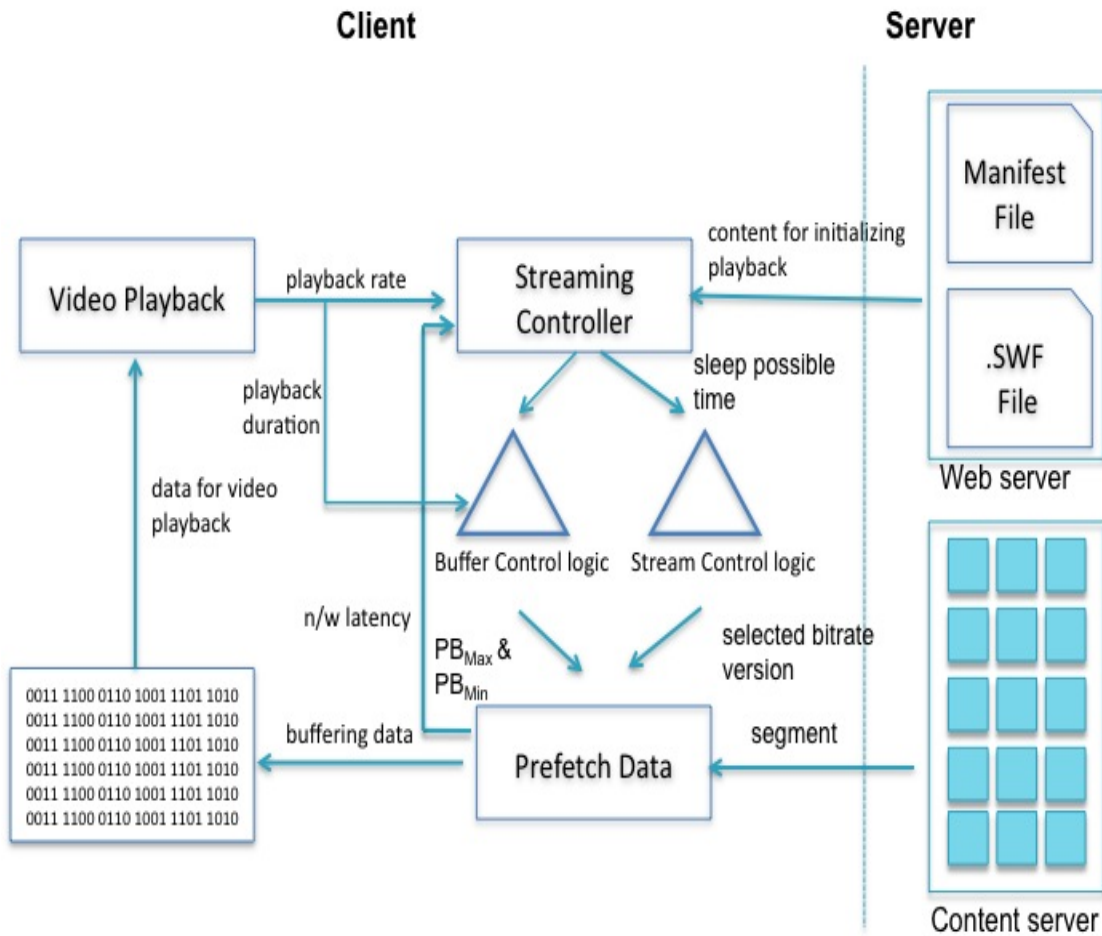 Client
Server
Manifest
File
.SWF
File
Web server
content for initializing
playback
Streaming
Controller
playback rate
Video Playback
sleep possible
time
playback
duration
data for video
playback
Buffer Control logic
Stream Control logic
n/w latency
PBMax &
PBMin
selected bitrate
version
segment
Prefetch Data
buffering data
0011 1100 0110 1001 1101 1010
0011 1100 0110 1001 1101 1010
0011 1100 0110 1001 1101 1010
0011 1100 0110 1001 1101 1010
0011 1100 0110 1001 1101 1010
0011 1100 0110 1001 1101 1010
Content server